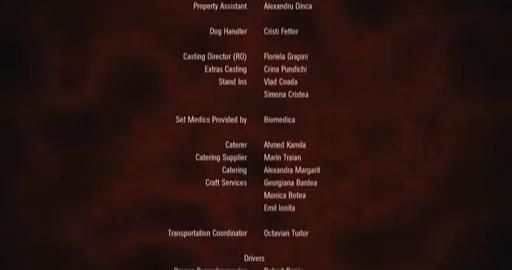 Property Assistant Alexandru Dinca
Dog Handler Cristi Fetter
Casting Director (RO) Floriela Grapini
Extras Casting Crina Pundichi
Stand Ins Vlad Coada
Simona Cristea
Set Medics Provided by Biomedica
Caterer Ahmed Kamila
Catering Supplier Marin Traian
Catering Alexandra Margarit
Craft Services Georgiana Bardea
Monica Botea
Emil Ionita
Transportation Coordinator Octavian Tudor
Drivers